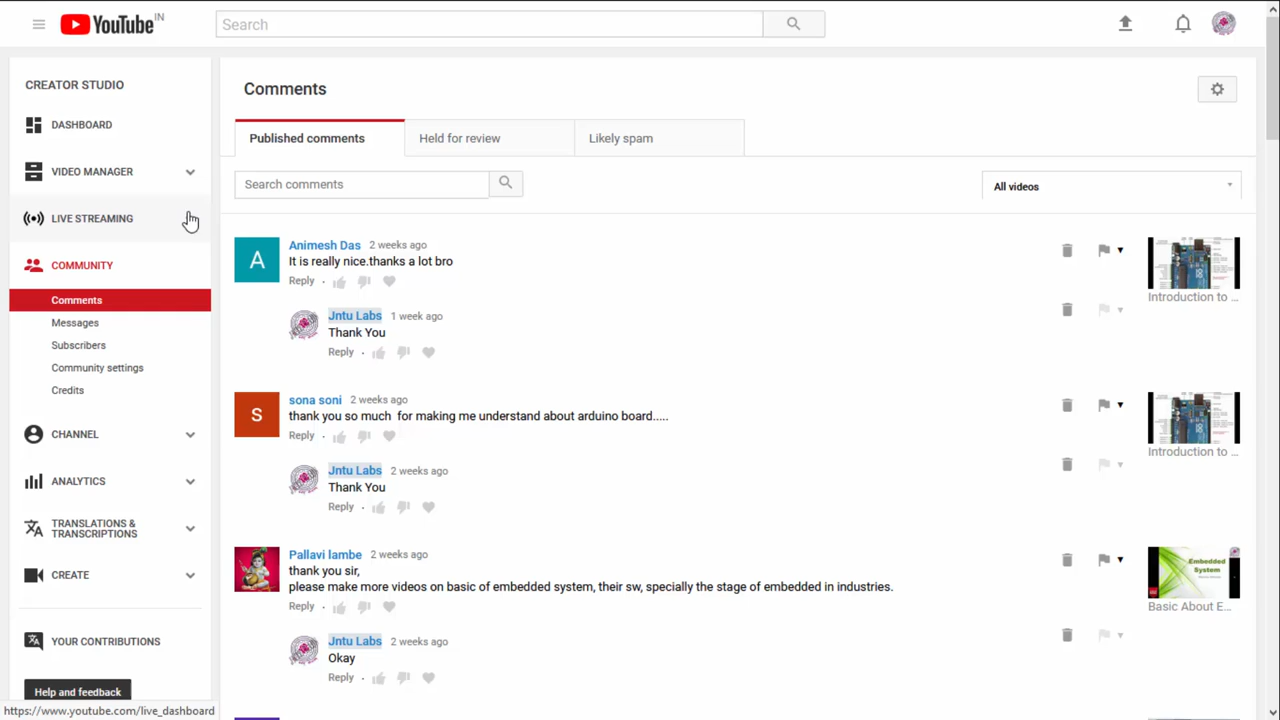 YouTube IN
Search
CREATOR STUDIO
DASHBOARD
VIDEO MANAGER
LIVE STREAMING
COMMUNITY
Comments
Messages
Subscribers
Community settings
Credits
CHANNEL
ANALYTICS
TRANSLATIONS &
TRANSCRIPTIONS
CREATE
YOUR CONTRIBUTIONS
Help and feedback
https://www.youtube.com/live_dashboard
Comments
Published comments
Held for review
Likely spam
Search comments
All videos
Animesh Das 2 weeks ago
It is really nice.thanks a lot bro
Reply
Introduction to ...
Jntu Labs 1 week ago
Thank You
Reply
sona soni 2 weeks ago
thank you so much for making me understand about arduino board.....
Reply
Introduction to ...
Jntu Labs 2 weeks ago
Thank You
Reply
Pallavi lambe 2 weeks ago
thank you sir,
please make more videos on basic of embedded system, their sw, specially the stage of embedded in industries.
Reply
Embedded
System
Basic About E...
Jntu Labs 2 weeks ago
Okay
Reply
A
S